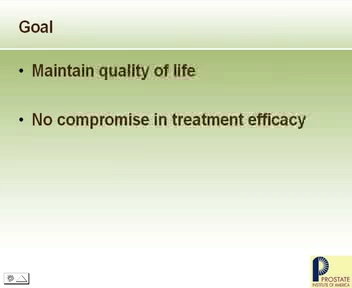 Goal
• Maintain quality of life
• No compromise in treatment efficacy
PROSTATE
INSTITUTE OF AMERICA